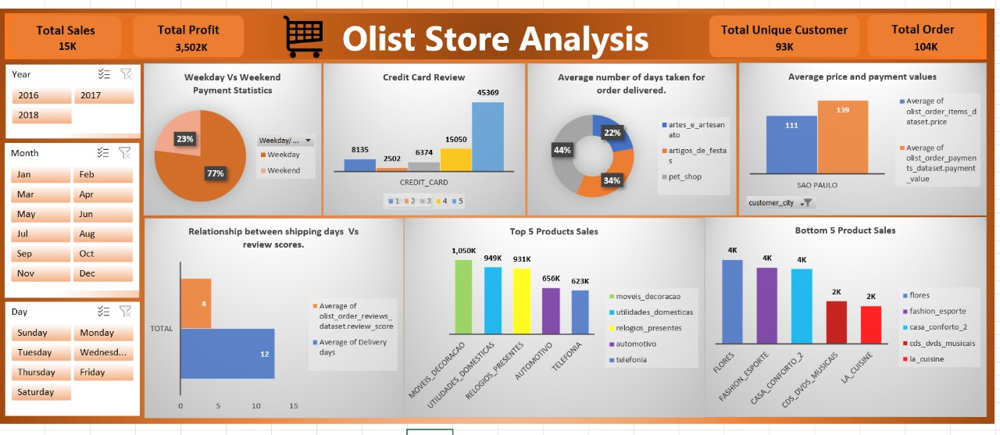 Total Sales
15K
Total Profit
3,502K
Olist Store Analysis
Total Unique Customer
93K
Total Order
104K
Year
2016
2017
2018
Month
Jan
Feb
Mar
Apr
May
Jun
Jul
Aug
Sep
Oct
Nov
Dec
Day
Sunday
Monday
Tuesday
Wednesd...
Thursday
Friday
Saturday
Weekday Vs Weekend
Payment Statistics
23%
77%
Weekday/ ...
Weekday
Weekend
Credit Card Review
8135
2502
6374
15050
45369
CREDIT_CARD
1 2 3 4 5
Average number of days taken for
order delivered.
22%
44%
34%
artes_e_artesan
ato
artigos_de_festa
s
pet_shop
Average price and payment values
111
139
SAO PAULO
customer_city
Average of
olist_order_items_d
ataset.price
Average of
olist_order_paymen
ts_dataset.payment
_value
Relationship between shipping days Vs
review scores.
4
TOTAL
12
0 5 10 15
Average of
olist_order_reviews_
dataset.review_score
Average of Delivery
days
Top 5 Products Sales
1,050K
949K
931K
656K
623K
MOVEIS_DECORACAO
UTILIDADES_DOMESTICAS
RELOGIOS_PRESENTES
AUTOMOTIVO
TELEFONIA
moveis_decoracao
utilidades_domesticas
relogios_presentes
automotivo
telefonia
Bottom 5 Product Sales
4K
4K
4K
2K
2K
FLORES
FASHION_ESPORTE
CASA_CONFORTO_2
CDS_DVDS_MUSICAIS
LA_CUISINE
flores
fashion_esporte
casa_conforto_2
cds_dvds_musicais
la_cuisine